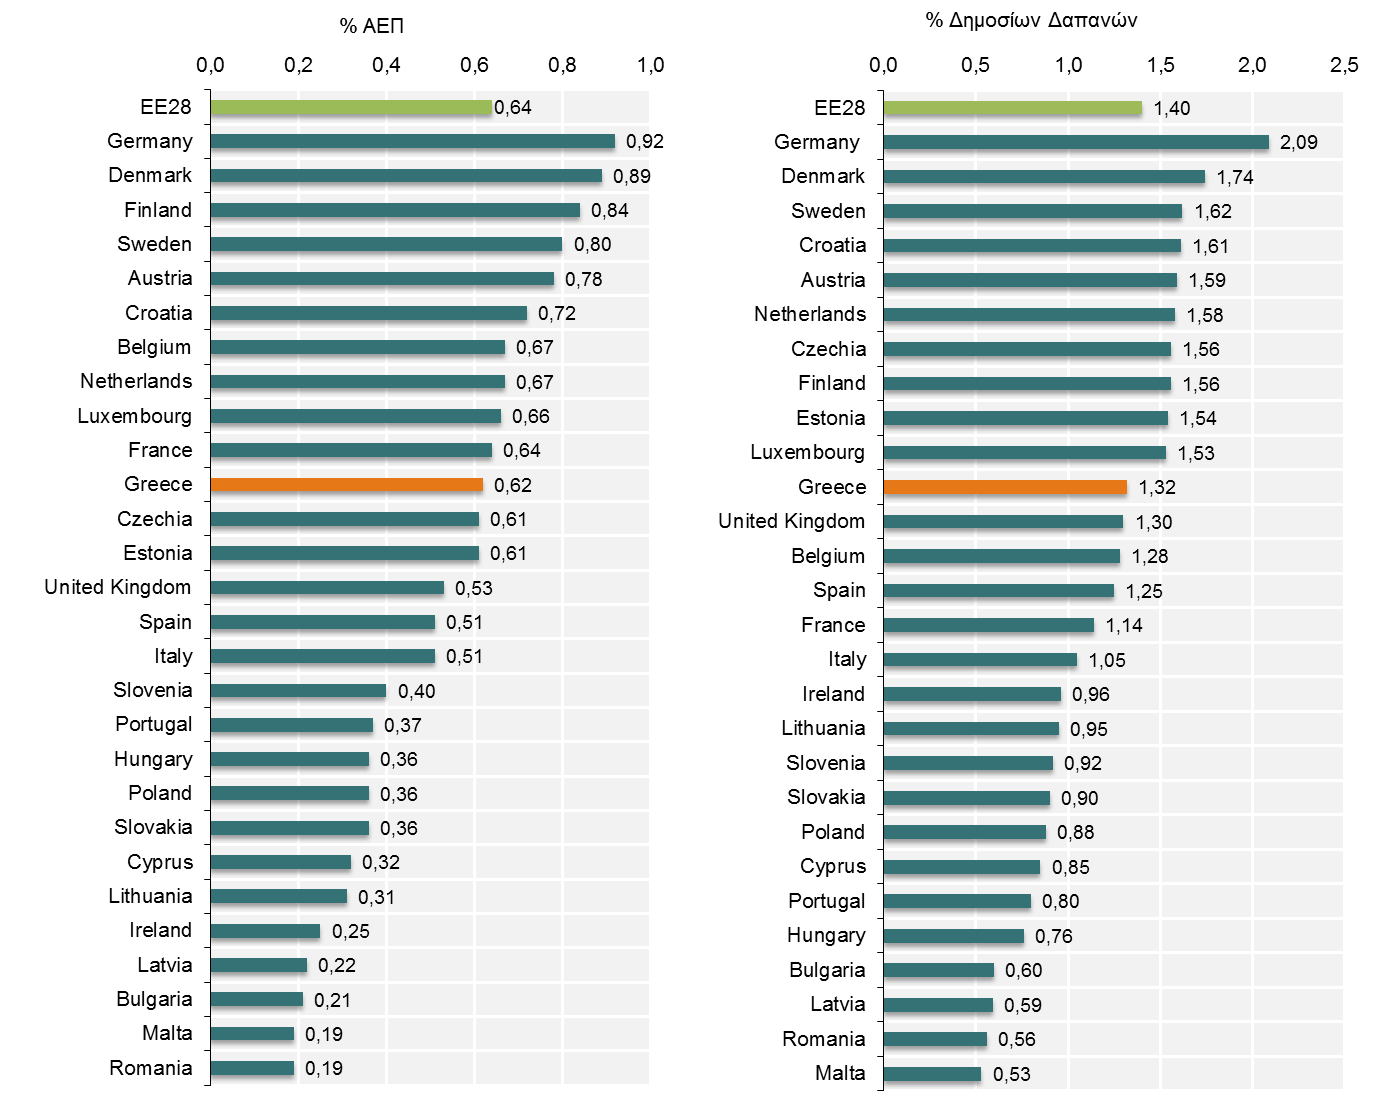 % ΑΕΠ
0,0 0,2 0,4 0,6 0,8 1,0
ΕΕ28 0,64
Germany 0,92
Denmark 0,89
Finland 0,84
Sweden 0,80
Austria 0,78
Croatia 0,72
Belgium 0,67
Netherlands 0,67
Luxembourg 0,66
France 0,64
Greece 0,62
Czechia 0,61
Estonia 0,61
United Kingdom 0,53
Spain 0,51
Italy 0,51
Slovenia 0,40
Portugal 0,37
Hungary 0,36
Poland 0,36
Slovakia 0,36
Cyprus 0,32
Lithuania 0,31
Ireland 0,25
Latvia 0,22
Bulgaria 0,21
Malta 0,19
Romania 0,19
% Δημοσίων Δαπανών
0,0 0,5 1,0 1,5 2,0 2,5
ΕΕ28 1,40
Germany 2,09
Denmark 1,74
Sweden 1,62
Croatia 1,61
Austria 1,59
Netherlands 1,58
Czechia 1,56
Finland 1,56
Estonia 1,54
Luxembourg 1,53
Greece 1,32
United Kingdom 1,30
Belgium 1,28
Spain 1,25
France 1,14
Italy 1,05
Ireland 0,96
Lithuania 0,95
Slovenia 0,92
Slovakia 0,90
Poland 0,88
Cyprus 0,85
Portugal 0,80
Hungary 0,76
Bulgaria 0,60
Latvia 0,59
Romania 0,56
Malta 0,53